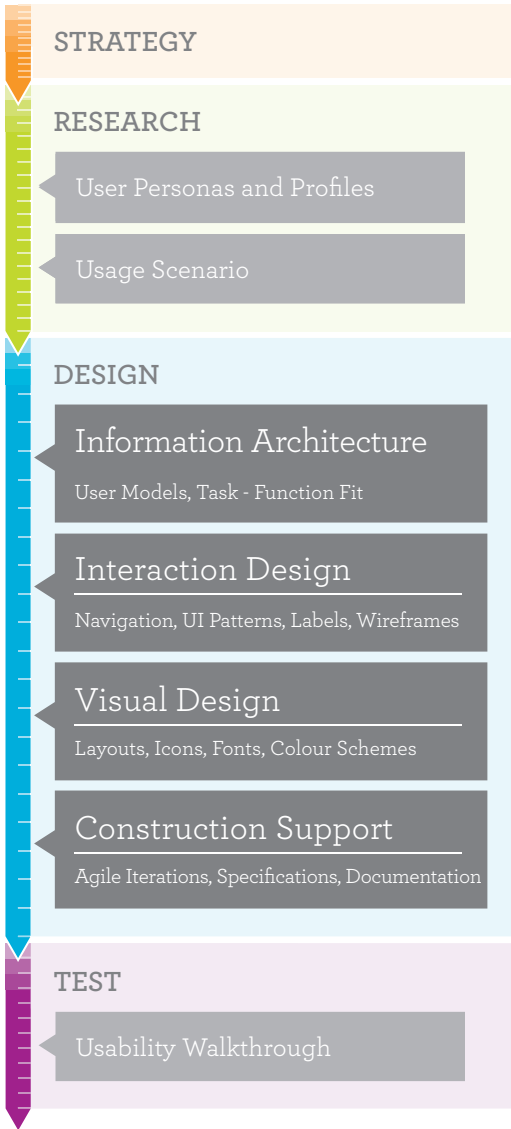 STRATEGY
RESEARCH
User Personas and Profiles
Usage Scenario
DESIGN
Information Architecture
User Models, Task - Function Fit
Interaction Design
Navigation, UI Patterns, Labels, Wireframes
Visual Design
Layouts, Icons, Fonts, Colour Schemes
Construction Support
Agile Iterations, Specifications, Documentation
TEST
Usability Walkthrough